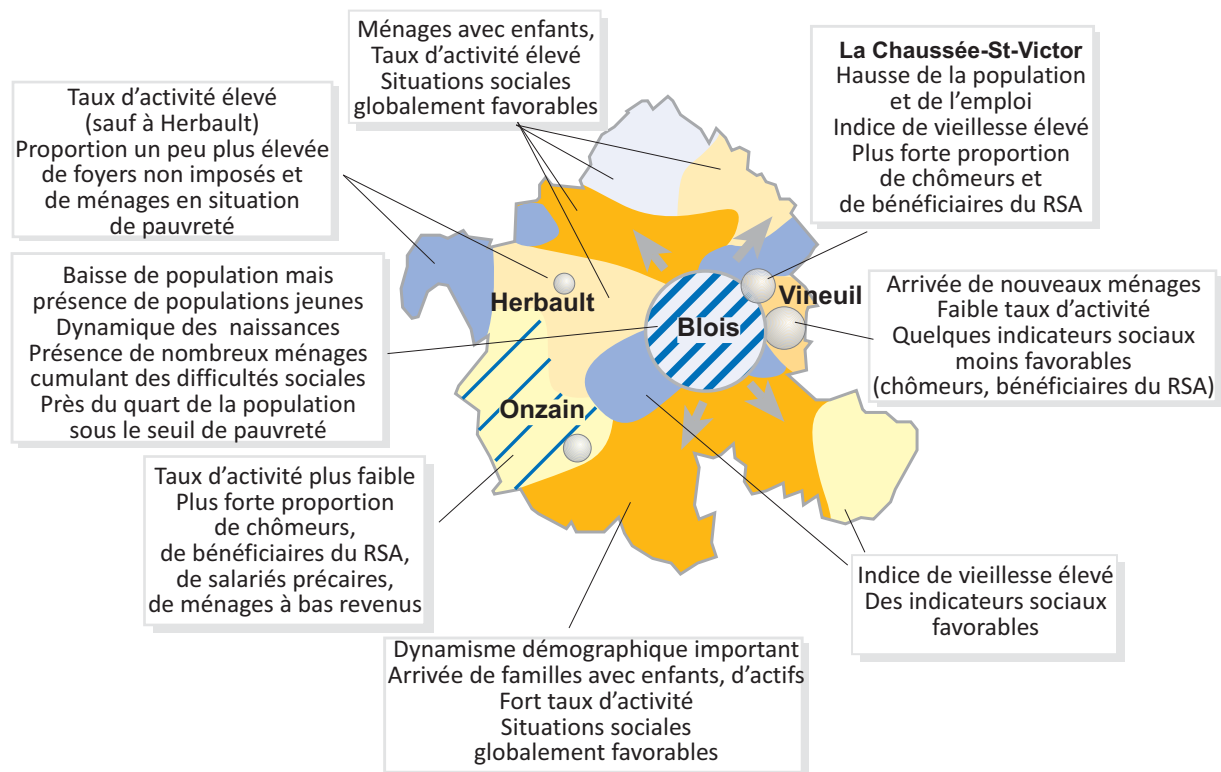 Ménages avec enfants,
Taux d'activité élevé
Situations sociales
globalement favorables
La Chaussée-St-Victor
Hausse de la population
et de l'emploi
Indice de vieillesse élevé
Plus forte proportion
de chômeurs et
de bénéficiaires du RSA
Taux d'activité élevé
(sauf à Herbault)
Proportion un peu plus élevée
de foyers non imposés et
de ménages en situation
de pauvreté
Baisse de population mais
présence de populations jeunes
Dynamique des naissances
Présence de nombreux ménages
cumulant des difficultés sociales
Près du quart de la population
sous le seuil de pauvreté
Herbault
Blois
Vineuil
Onzain
Arrivée de nouveaux ménages
Faible taux d'activité
Quelques indicateurs sociaux
moins favorables
(chômeurs, bénéficiaires du RSA)
Taux d'activité plus faible
Plus forte proportion
de chômeurs,
de bénéficiaires du RSA,
de salariés précaires,
de ménages à bas revenus
Indice de vieillesse élevé
Des indicateurs sociaux
favorables
Dynamisme démographique important
Arrivée de familles avec enfants, d'actifs
Fort taux d'activité
Situations sociales
globalement favorables